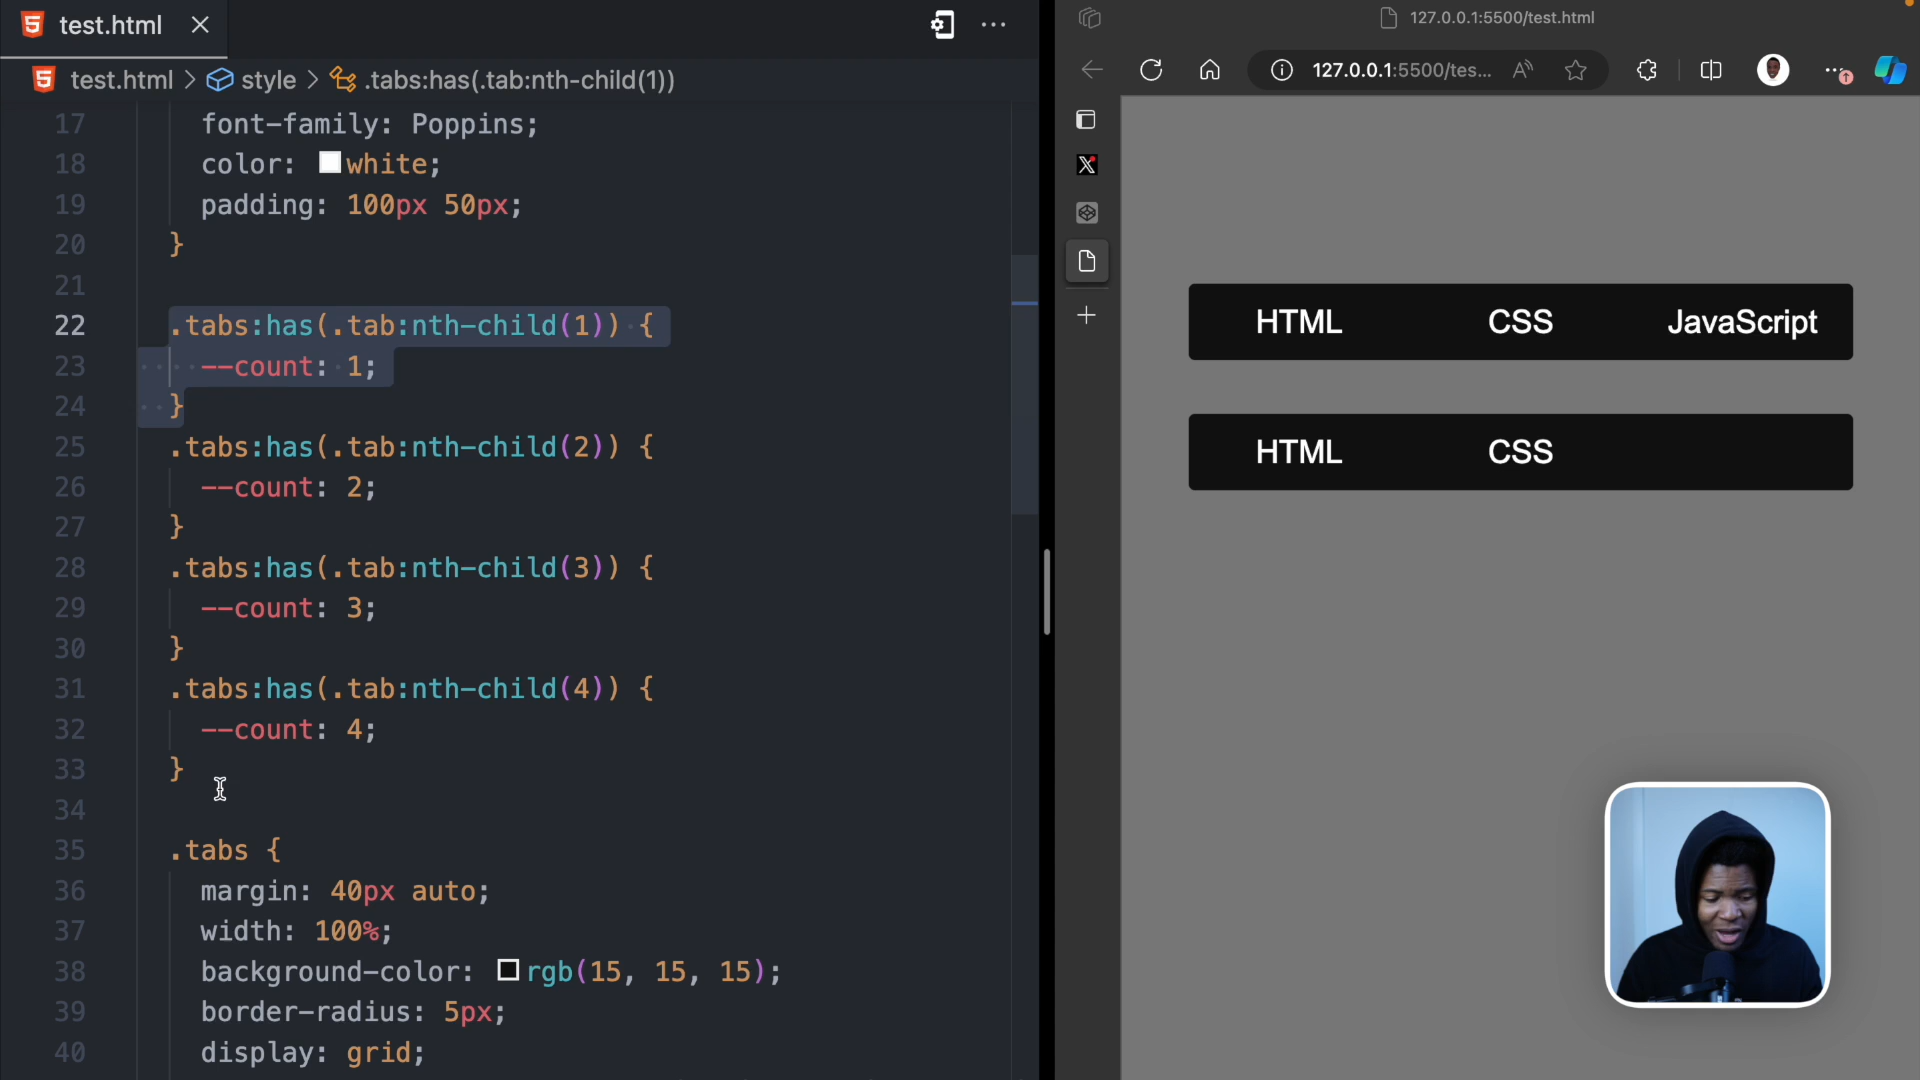 test.html
test.html > style > .tabs:has(.tab:nth-child(1))
17 font-family: Poppins;
18 color: white;
19 padding: 100px 50px;
20 }
21
22 .tabs:has(.tab:nth-child(1)) {
23 --count: 1;
24 }
25 .tabs:has(.tab:nth-child(2)) {
26 --count: 2;
27 }
28 .tabs:has(.tab:nth-child(3)) {
29 --count: 3;
30 }
31 .tabs:has(.tab:nth-child(4)) {
32 --count: 4;
33 }
34
35 .tabs {
36 margin: 40px auto;
37 width: 100%;
38 background-color: rgb(15, 15, 15);
39 border-radius: 5px;
40 display: grid;
127.0.0.1:5500/test.html
127.0.0.1:5500/tes...
HTML CSS JavaScript
HTML CSS